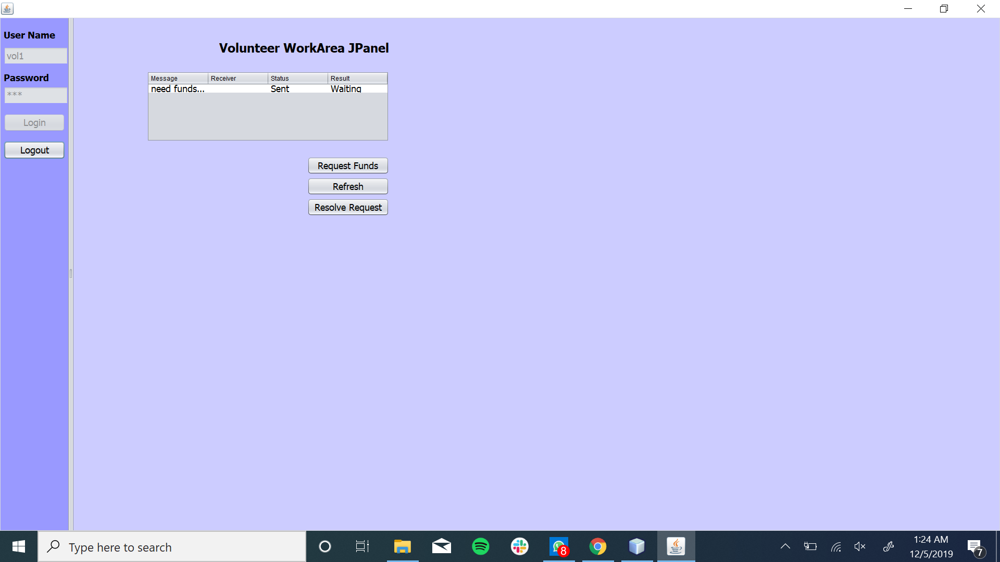 User Name
vol1
Password
***
Login
Logout
Volunteer WorkArea JPanel
Message Receiver Status Result
need funds... Sent Waiting
Request Funds
Refresh
Resolve Request
Type here to search
8
1:24 AM
12/5/2019
7